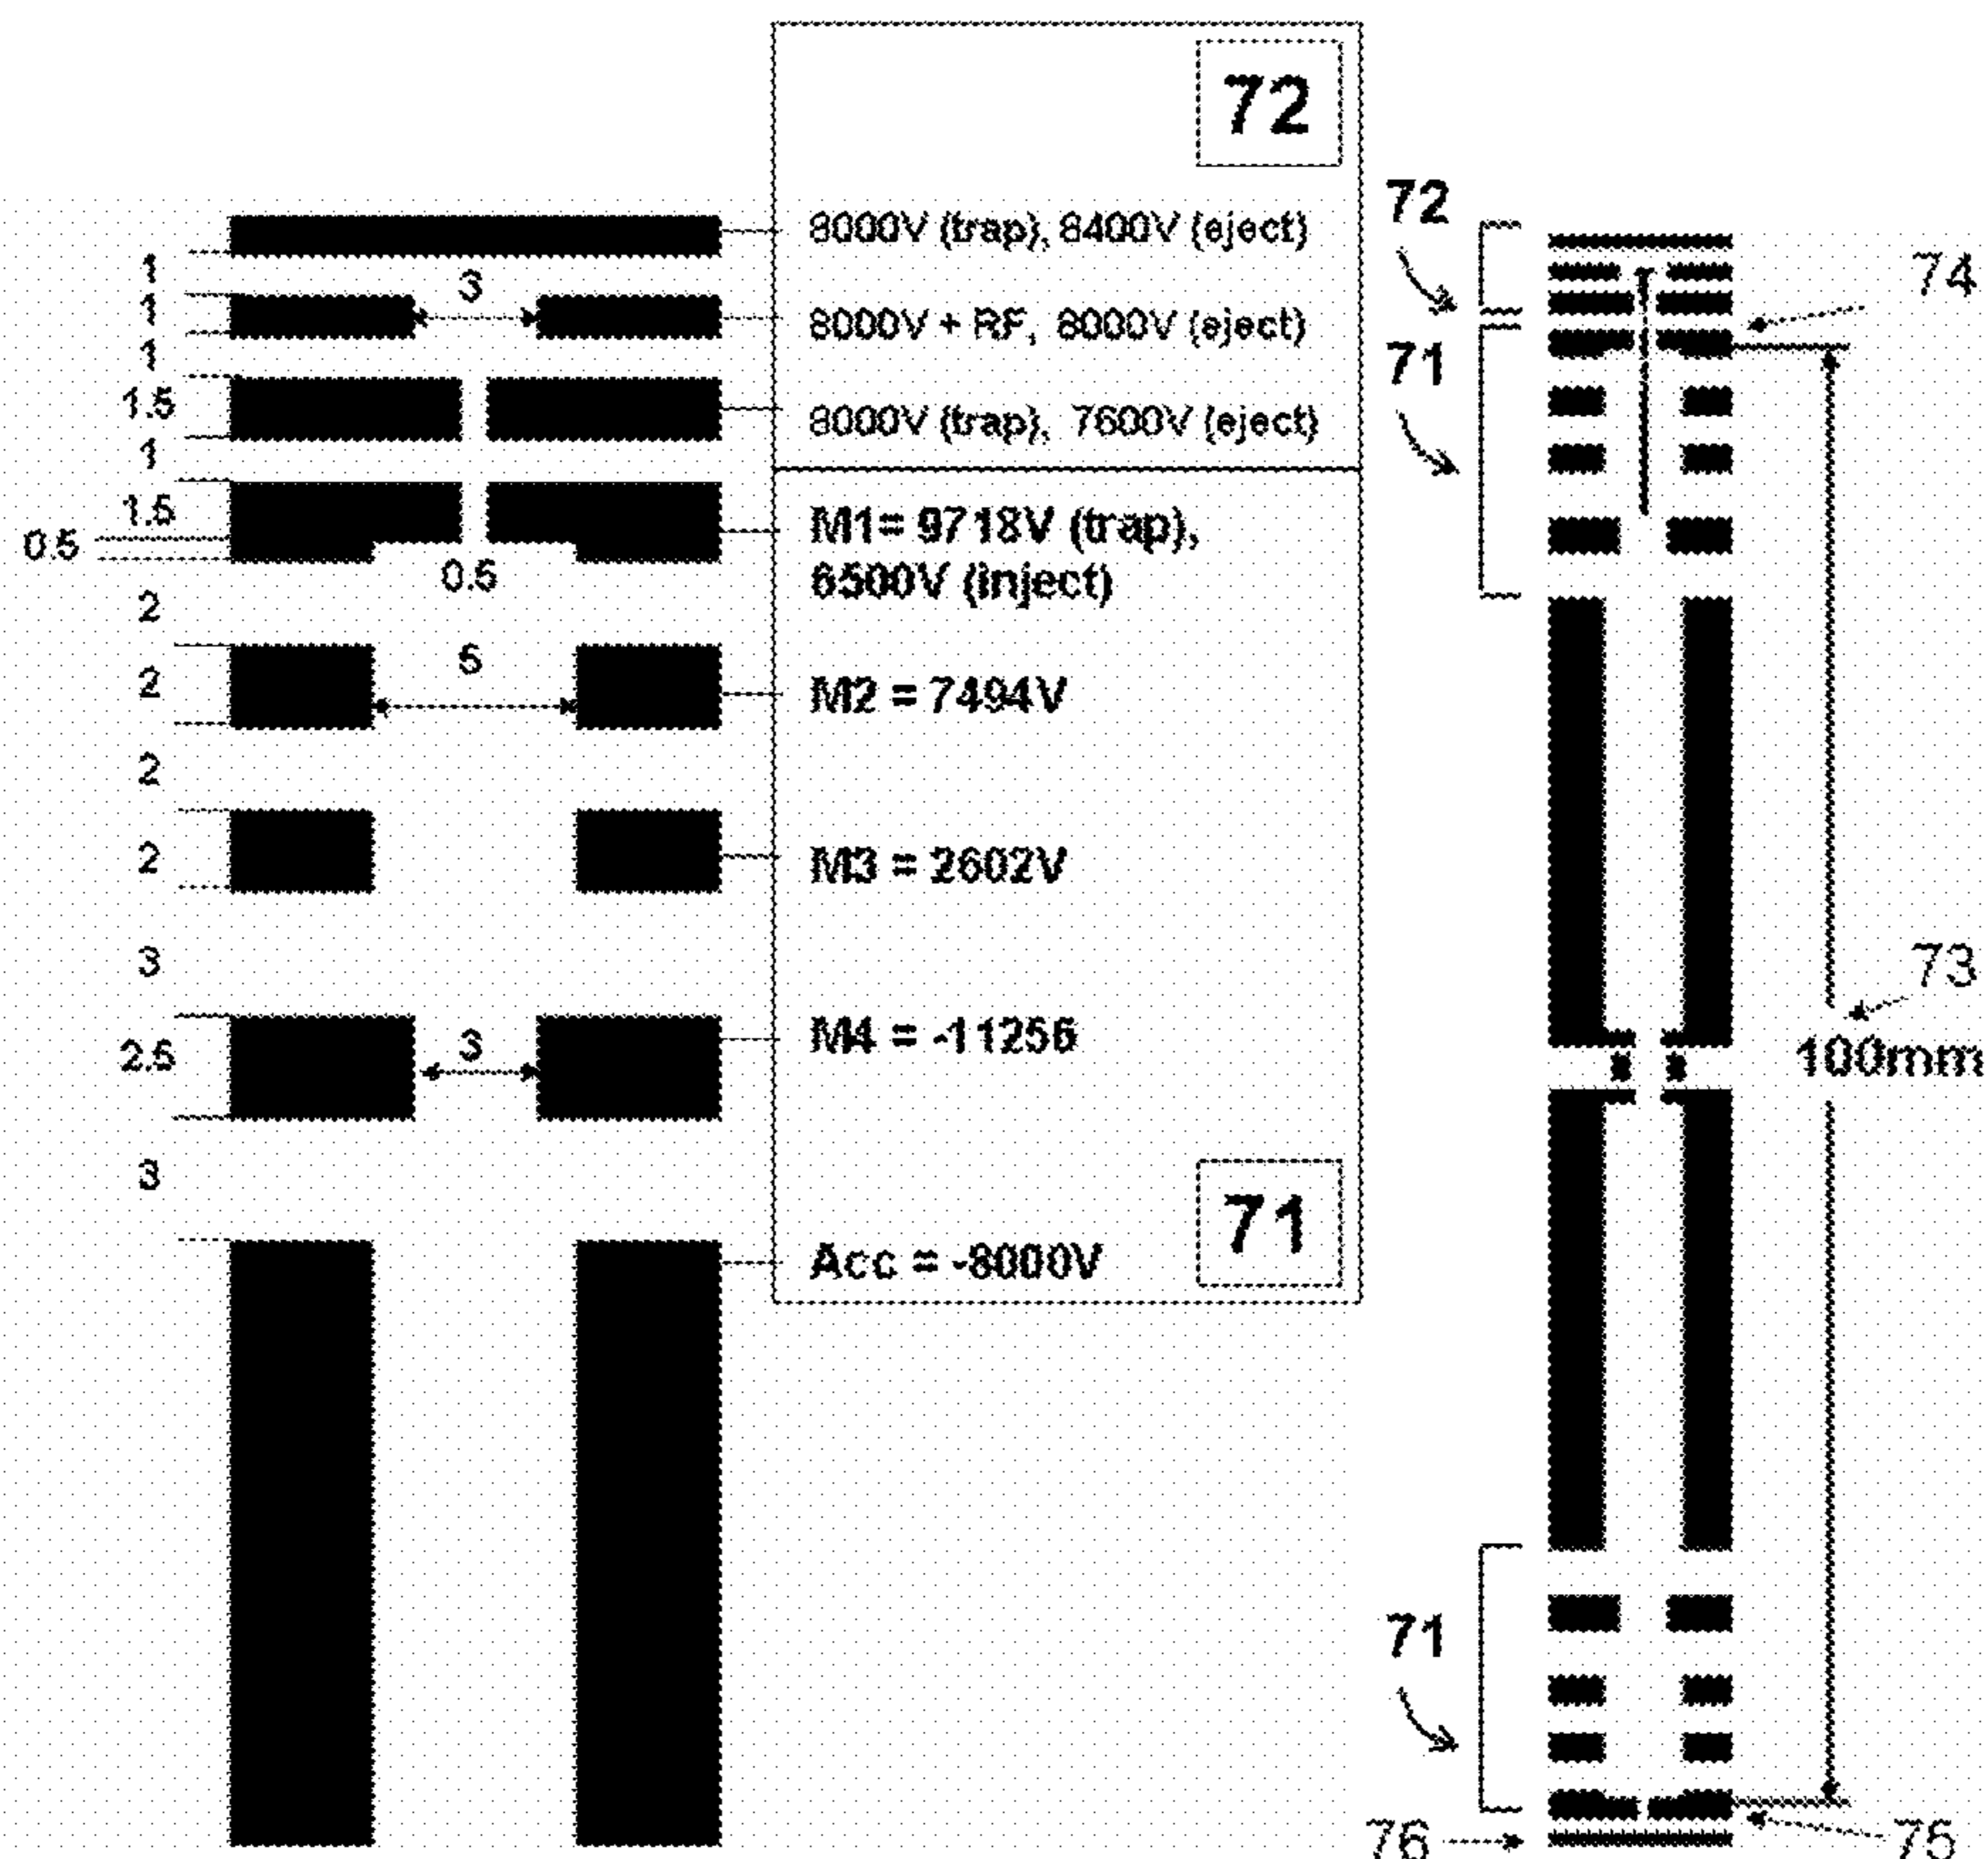 72
8000V (trap), 8400V (eject)
8000V + RF, 8000V (eject)
8000V (trap), 7600V (eject)
M1= 9718V (trap),
6500V (inject)
M2 = 7494V
M3 = 2602V
M4 = -11256
Acc = -8000V
71
1
1
3
1
1.5
1
1.5
0.5
0.5
2
2
5
2
2
3
2.5
3
3
72
74
71
73
100mm
71
76
75